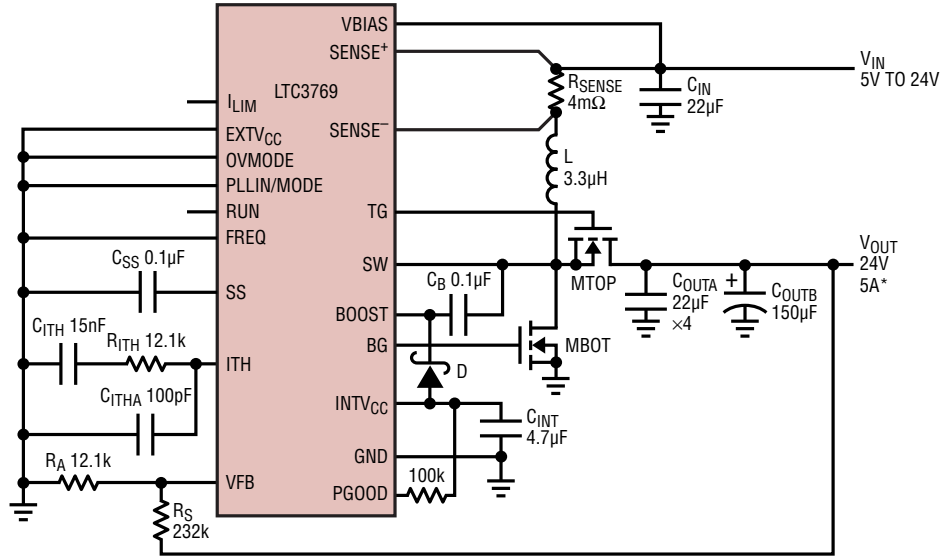 VBIAS
SENSE+
LTC3769
ILIM
EXTVCC
SENSE–
OVMODE
PLLIN/MODE
RUN
TG
FREQ
SW
CSS 0.1µF
SS
BOOST
CB 0.1µF
CITH 15nF
RITH 12.1k
ITH
BG
CITHA 100pF
D
INTVCC
CINT
4.7µF
GND
RA 12.1k
VFB
PGOOD
100k
RS
232k
RSENSE
4mΩ
CIN
22µF
VIN
5V TO 24V
L
3.3µH
MTOP
MBOT
COUTA
22µF
×4
+
COUTB
150µF
VOUT
24V
5A*